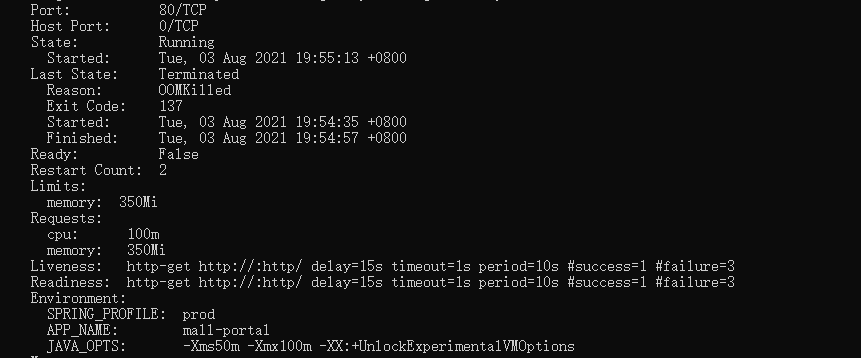 Port: 80/TCP
Host Port: 0/TCP
State: Running
Started: Tue, 03 Aug 2021 19:55:13 +0800
Last State: Terminated
Reason: OOMKilled
Exit Code: 137
Started: Tue, 03 Aug 2021 19:54:35 +0800
Finished: Tue, 03 Aug 2021 19:54:57 +0800
Ready: False
Restart Count: 2
Limits:
memory: 350Mi
Requests:
cpu: 100m
memory: 350Mi
Liveness: http-get http://:http/ delay=15s timeout=1s period=10s #success=1 #failure=3
Readiness: http-get http://:http/ delay=15s timeout=1s period=10s #success=1 #failure=3
Environment:
SPRING_PROFILE: prod
APP_NAME: mall-portal
JAVA_OPTS: -Xms50m -Xmx100m -XX:+UnlockExperimentalVMOptions